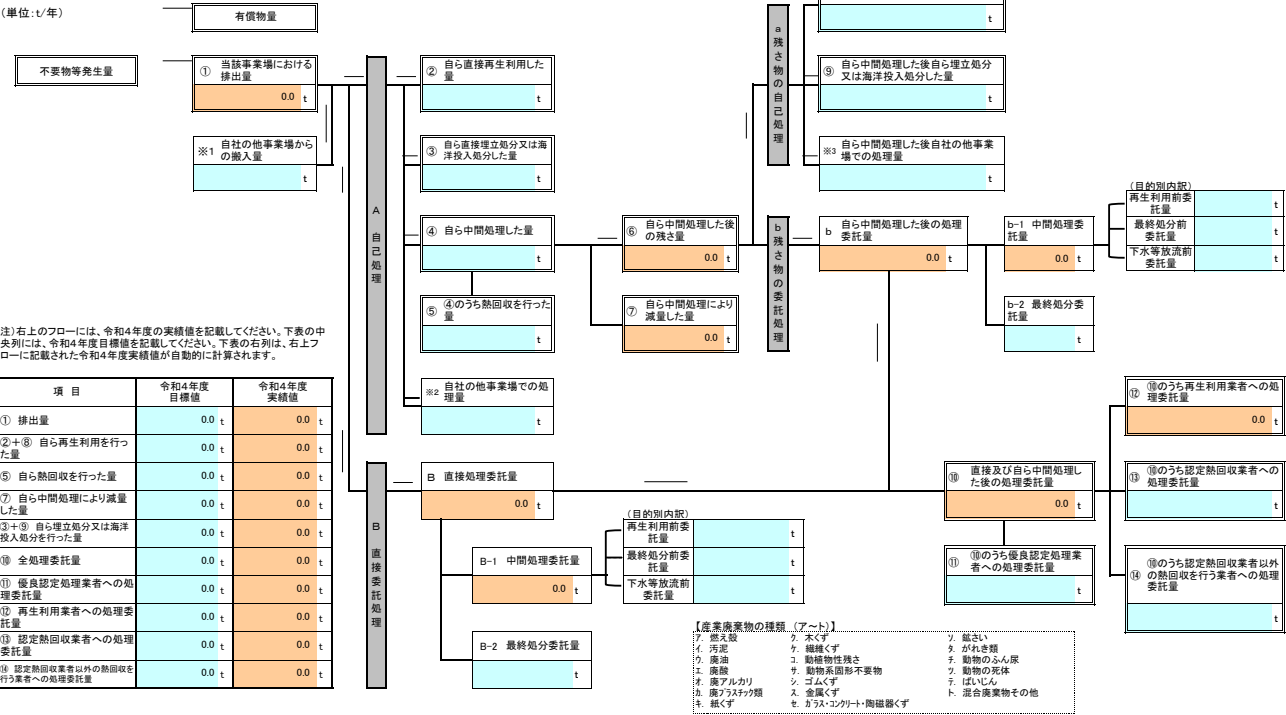 (単位:t/年)
有償物量
t
不要物等発生量
① 当該事業場における
排出量
0.0 t
※1 自社の他事業場から
の搬入量
t
A 自己処理
② 自ら直接再生利用した
量
t
③ 自ら直接埋立処分又は海
洋投入処分した量
t
④ 自ら中間処理した量
t
⑤ ④のうち熱回収を行った
量
t
※2 自社の他事業場での処
理量
t
⑥ 自ら中間処理した後
の残さ量
0.0 t
⑦ 自ら中間処理により
減量した量
0.0 t
a 残さ物の自己処理
⑨ 自ら中間処理した後自ら埋立処分
又は海洋投入処分した量
t
※3 自ら中間処理した後自社の他事業
場での処理量
t
b 残さ物の委託処理
b 自ら中間処理した後の処理
委託量
0.0 t
b-1 中間処理委
託量
0.0 t
(目的別内訳)
再生利用前委
託量
t
最終処分前
委託量
t
下水等放流前
委託量
t
b-2 最終処分委
託量
t
注)右上のフローには、令和4年度の実績値を記載してください。下表の中
央列には、令和4年度目標値を記載してください。下表の右列は、右上フ
ローに記載された令和4年度実績値が自動的に計算されます。
項 目 令和4年度
目標値 令和4年度
実績値
① 排出量 0.0 t 0.0 t
②+⑧ 自ら再生利用を行っ
た量 0.0 t 0.0 t
⑤ 自ら熱回収を行った量 0.0 t 0.0 t
⑦ 自ら中間処理により減量
した量 0.0 t 0.0 t
③+⑨ 自ら埋立処分又は海洋
投入処分を行った量 0.0 t 0.0 t
⑩ 全処理委託量 0.0 t 0.0 t
⑪ 優良認定処理業者への処
理委託量 0.0 t 0.0 t
⑫ 再生利用業者への処理委
託量 0.0 t 0.0 t
⑬ 認定熱回収業者への処理
委託量 0.0 t 0.0 t
⑭ 認定熱回収業者以外の熱回収を
行う業者への処理委託量 0.0 t 0.0 t
B 直接委託処理
B 直接処理委託量
0.0 t
B-1 中間処理委託量
0.0 t
(目的別内訳)
再生利用前委
託量
t
最終処分前委
託量
t
下水等放流前
委託量
t
B-2 最終処分委託量
t
⑩ 直接及び自ら中間処理し
た後の処理委託量
0.0 t
⑪ ⑩のうち優良認定処理業
者への処理委託量
t
⑫ ⑩のうち再生利用業者への処
理委託量
0.0 t
⑬ ⑩のうち認定熱回収業者への
処理委託量
t
⑭ ⑩のうち認定熱回収業者以外
の熱回収を行う業者への処理
委託量
t
【産業廃棄物の種類 (ア~ト)】
ア. 燃え殻 ク. 木くず ソ. 鉱さい
イ. 汚泥 ケ. 繊維くず タ. がれき類
ウ. 廃油 コ. 動植物性残さ チ. 動物のふん尿
エ. 廃酸 サ. 動物系固形不要物 ツ. 動物の死体
オ. 廃アルカリ シ. ゴムくず テ. ばいじん
カ. 廃プラスチック類 ス. 金属くず ト. 混合廃棄物その他
キ. 紙くず セ. ガラス・コンクリート・陶磁器くず